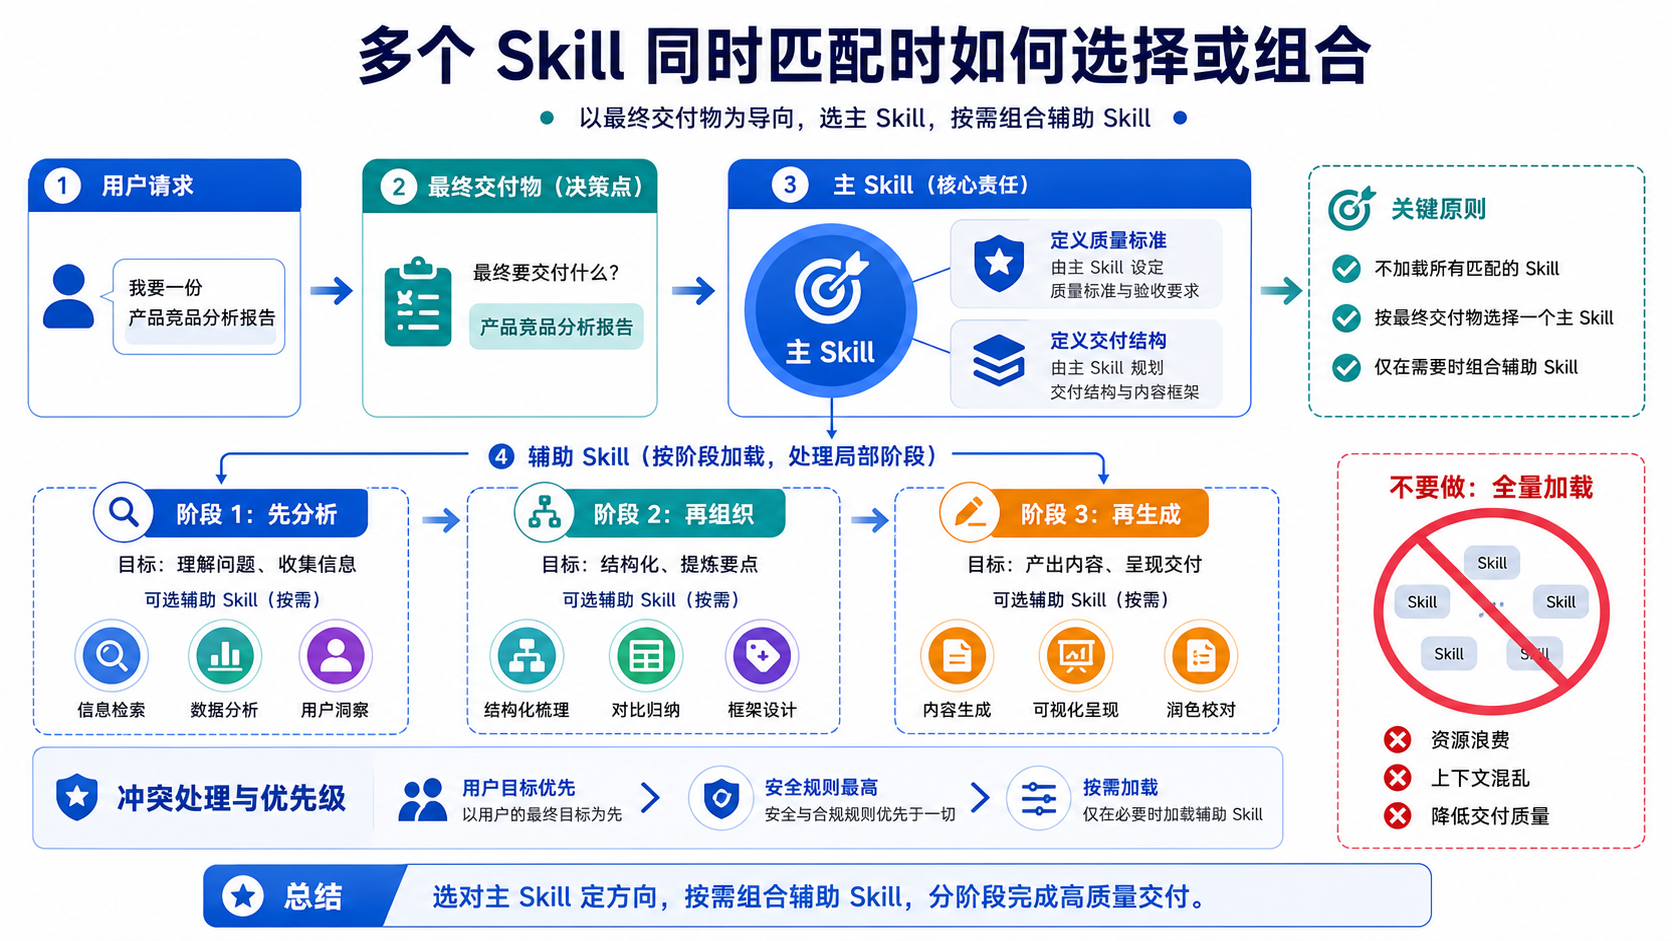 多个 Skill 同时匹配时如何选择或组合
以最终交付物为导向，选主 Skill，按需组合辅助 Skill
1 用户请求
我要一份
产品竞品分析报告
2 最终交付物（决策点）
最终要交付什么？
产品竞品分析报告
3 主 Skill（核心责任）
主 Skill
定义质量标准
由主 Skill 设定
质量标准与验收要求
定义交付结构
由主 Skill 规划
交付结构与内容框架
关键原则
不加载所有匹配的 Skill
按最终交付物选择一个主 Skill
仅在需要时组合辅助 Skill
4 辅助 Skill（按阶段加载，处理局部阶段）
阶段 1：先分析
目标：理解问题、收集信息
可选辅助 Skill（按需）
信息检索
数据分析
用户洞察
阶段 2：再组织
目标：结构化、提炼要点
可选辅助 Skill（按需）
结构化梳理
对比归纳
框架设计
阶段 3：再生成
目标：产出内容、呈现交付
可选辅助 Skill（按需）
内容生成
可视化呈现
润色校对
不要做：全量加载
Skill
Skill
Skill
Skill
Skill
资源浪费
上下文混乱
降低交付质量
冲突处理与优先级
用户目标优先
以用户的最终目标为先
安全规则最高
安全与合规规则优先于一切
按需加载
仅在必要时加载辅助 Skill
总结
选对主 Skill 定方向，按需组合辅助 Skill，分阶段完成高质量交付。